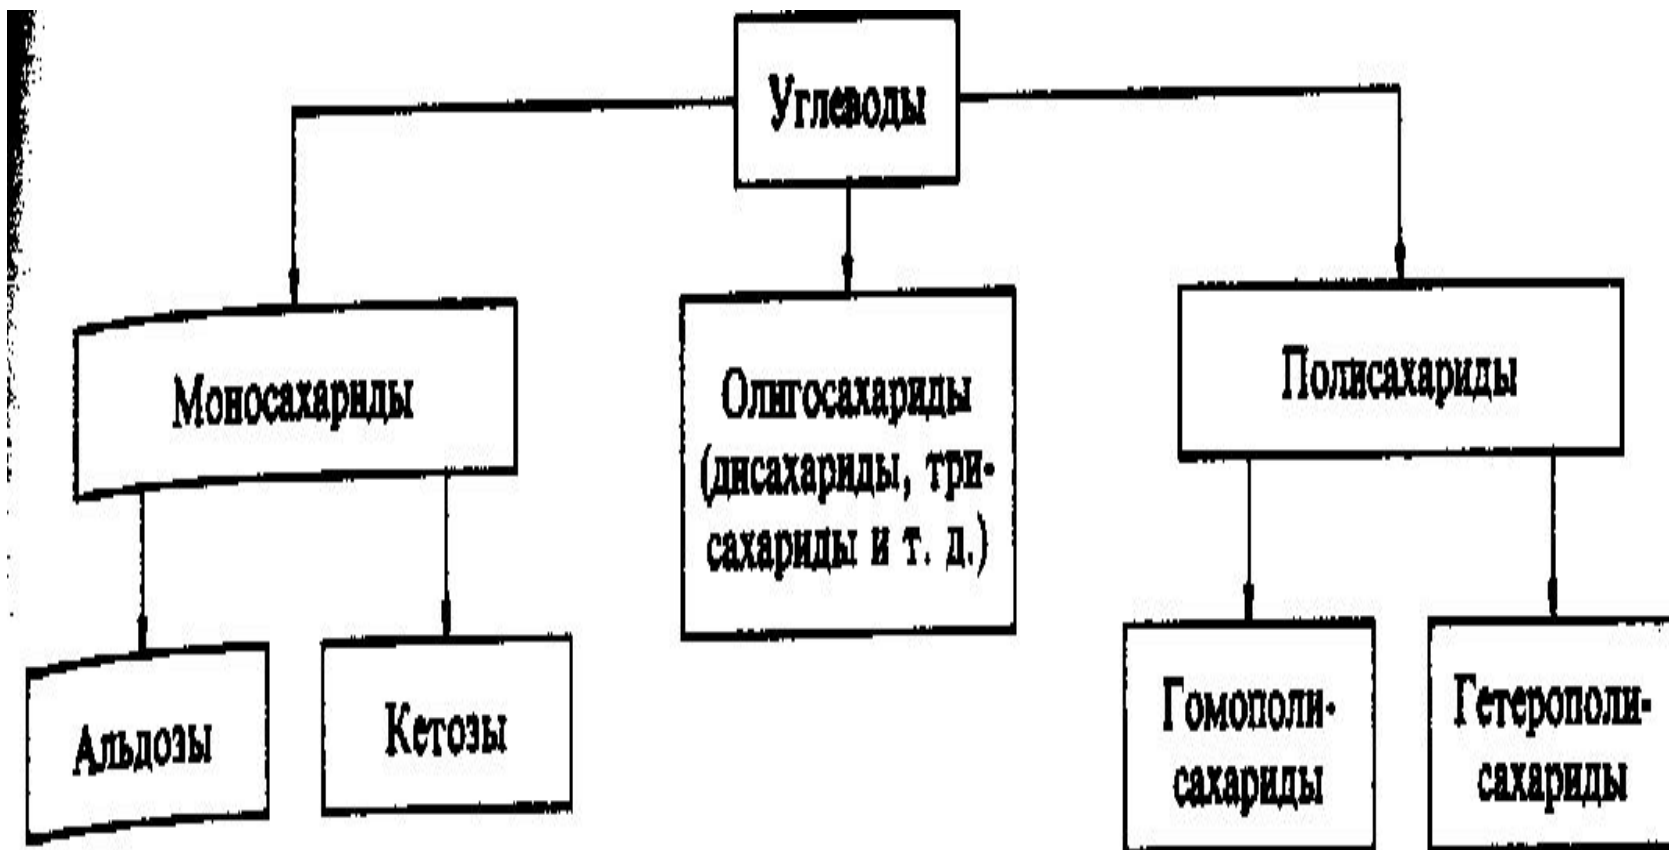 Углеводы
Моносахариды
Олигосахариды
(дисахариды, три-
сахариды и т. д.)
Полисахариды
Альдозы
Кетозы
Гомополи-
сахариды
Гетерополи-
сахариды